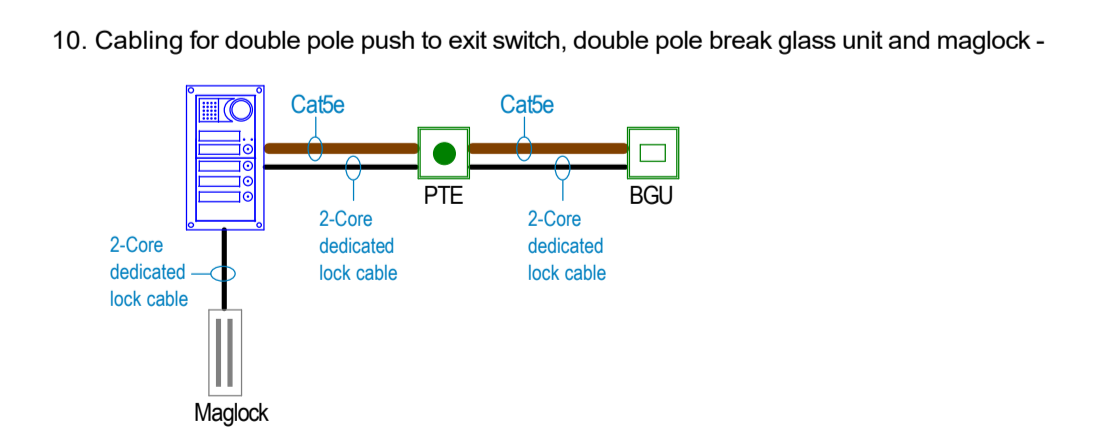 10. Cabling for double pole push to exit switch, double pole break glass unit and maglock -
Cat5e
Cat5e
PTE
BGU
2-Core
dedicated
lock cable
2-Core
dedicated
lock cable
2-Core
dedicated
lock cable
Maglock